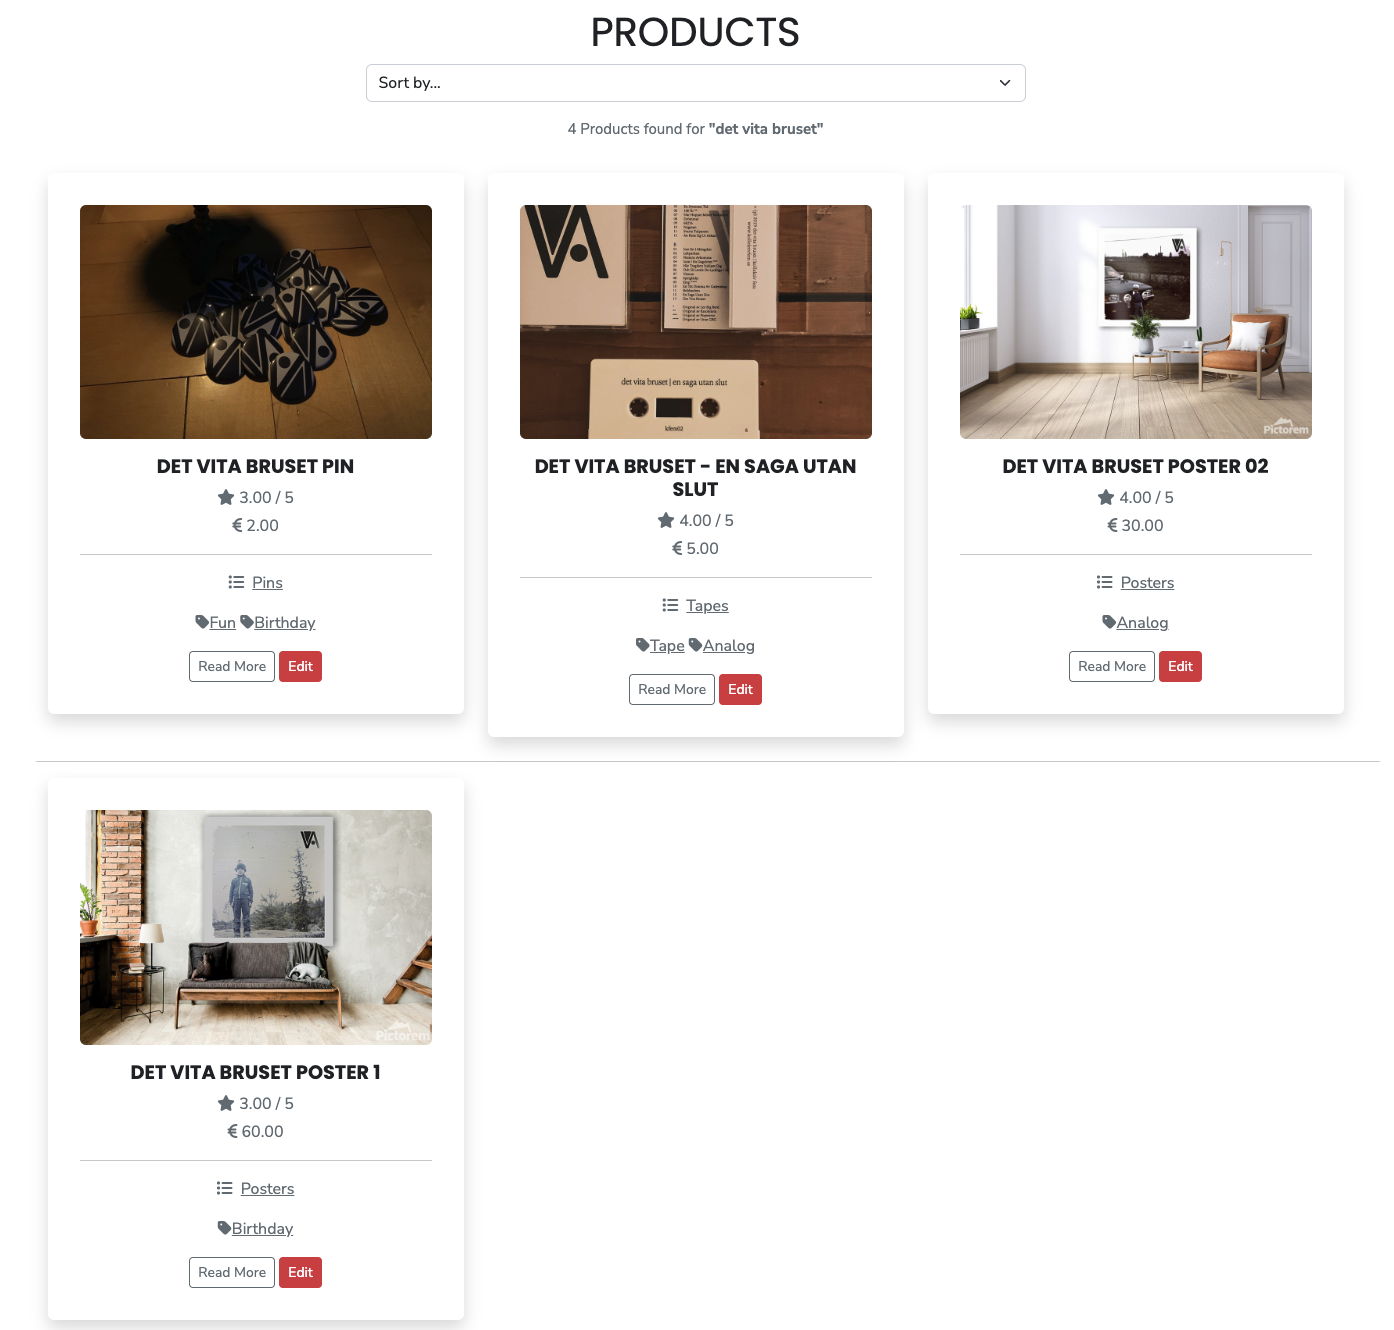 PRODUCTS
Sort by...
4 Products found for "det vita bruset"
det vita bruset | en saga utan slut
DET VITA BRUSET PIN
3.00 / 5
€ 2.00
Pins
Fun Birthday
Read More Edit
DET VITA BRUSET - EN SAGA UTAN
SLUT
4.00 / 5
€ 5.00
Tapes
Tape Analog
Read More Edit
Pictorem
DET VITA BRUSET POSTER 02
4.00 / 5
€ 30.00
Posters
Analog
Read More Edit
Pictorem
DET VITA BRUSET POSTER 1
3.00 / 5
€ 60.00
Posters
Birthday
Read More Edit